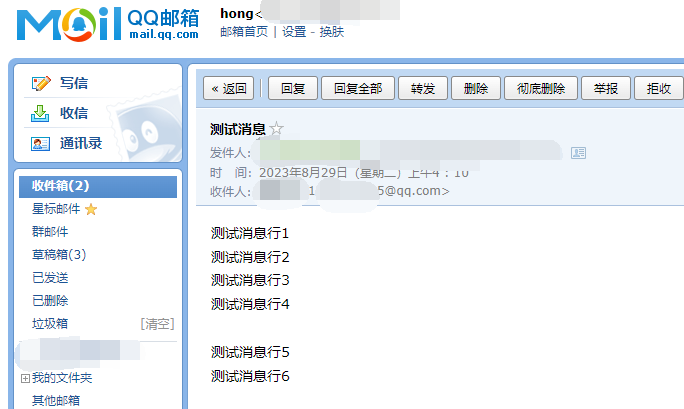 Mail QQ邮箱
mail.qq.com
hong<
邮箱首页 | 设置 - 换肤
写信
收信
通讯录
收件箱(2)
星标邮件
群邮件
草稿箱(3)
已发送
已删除
垃圾箱 [清空]
我的文件夹
其他邮箱
« 返回 回复 回复全部 转发 删除 彻底删除 举报 拒收
测试消息☆
发件人:
时 间: 2023年8月29日（星期二）上午4：10
收件人: 1 5@qq.com>
测试消息行1
测试消息行2
测试消息行3
测试消息行4
测试消息行5
测试消息行6